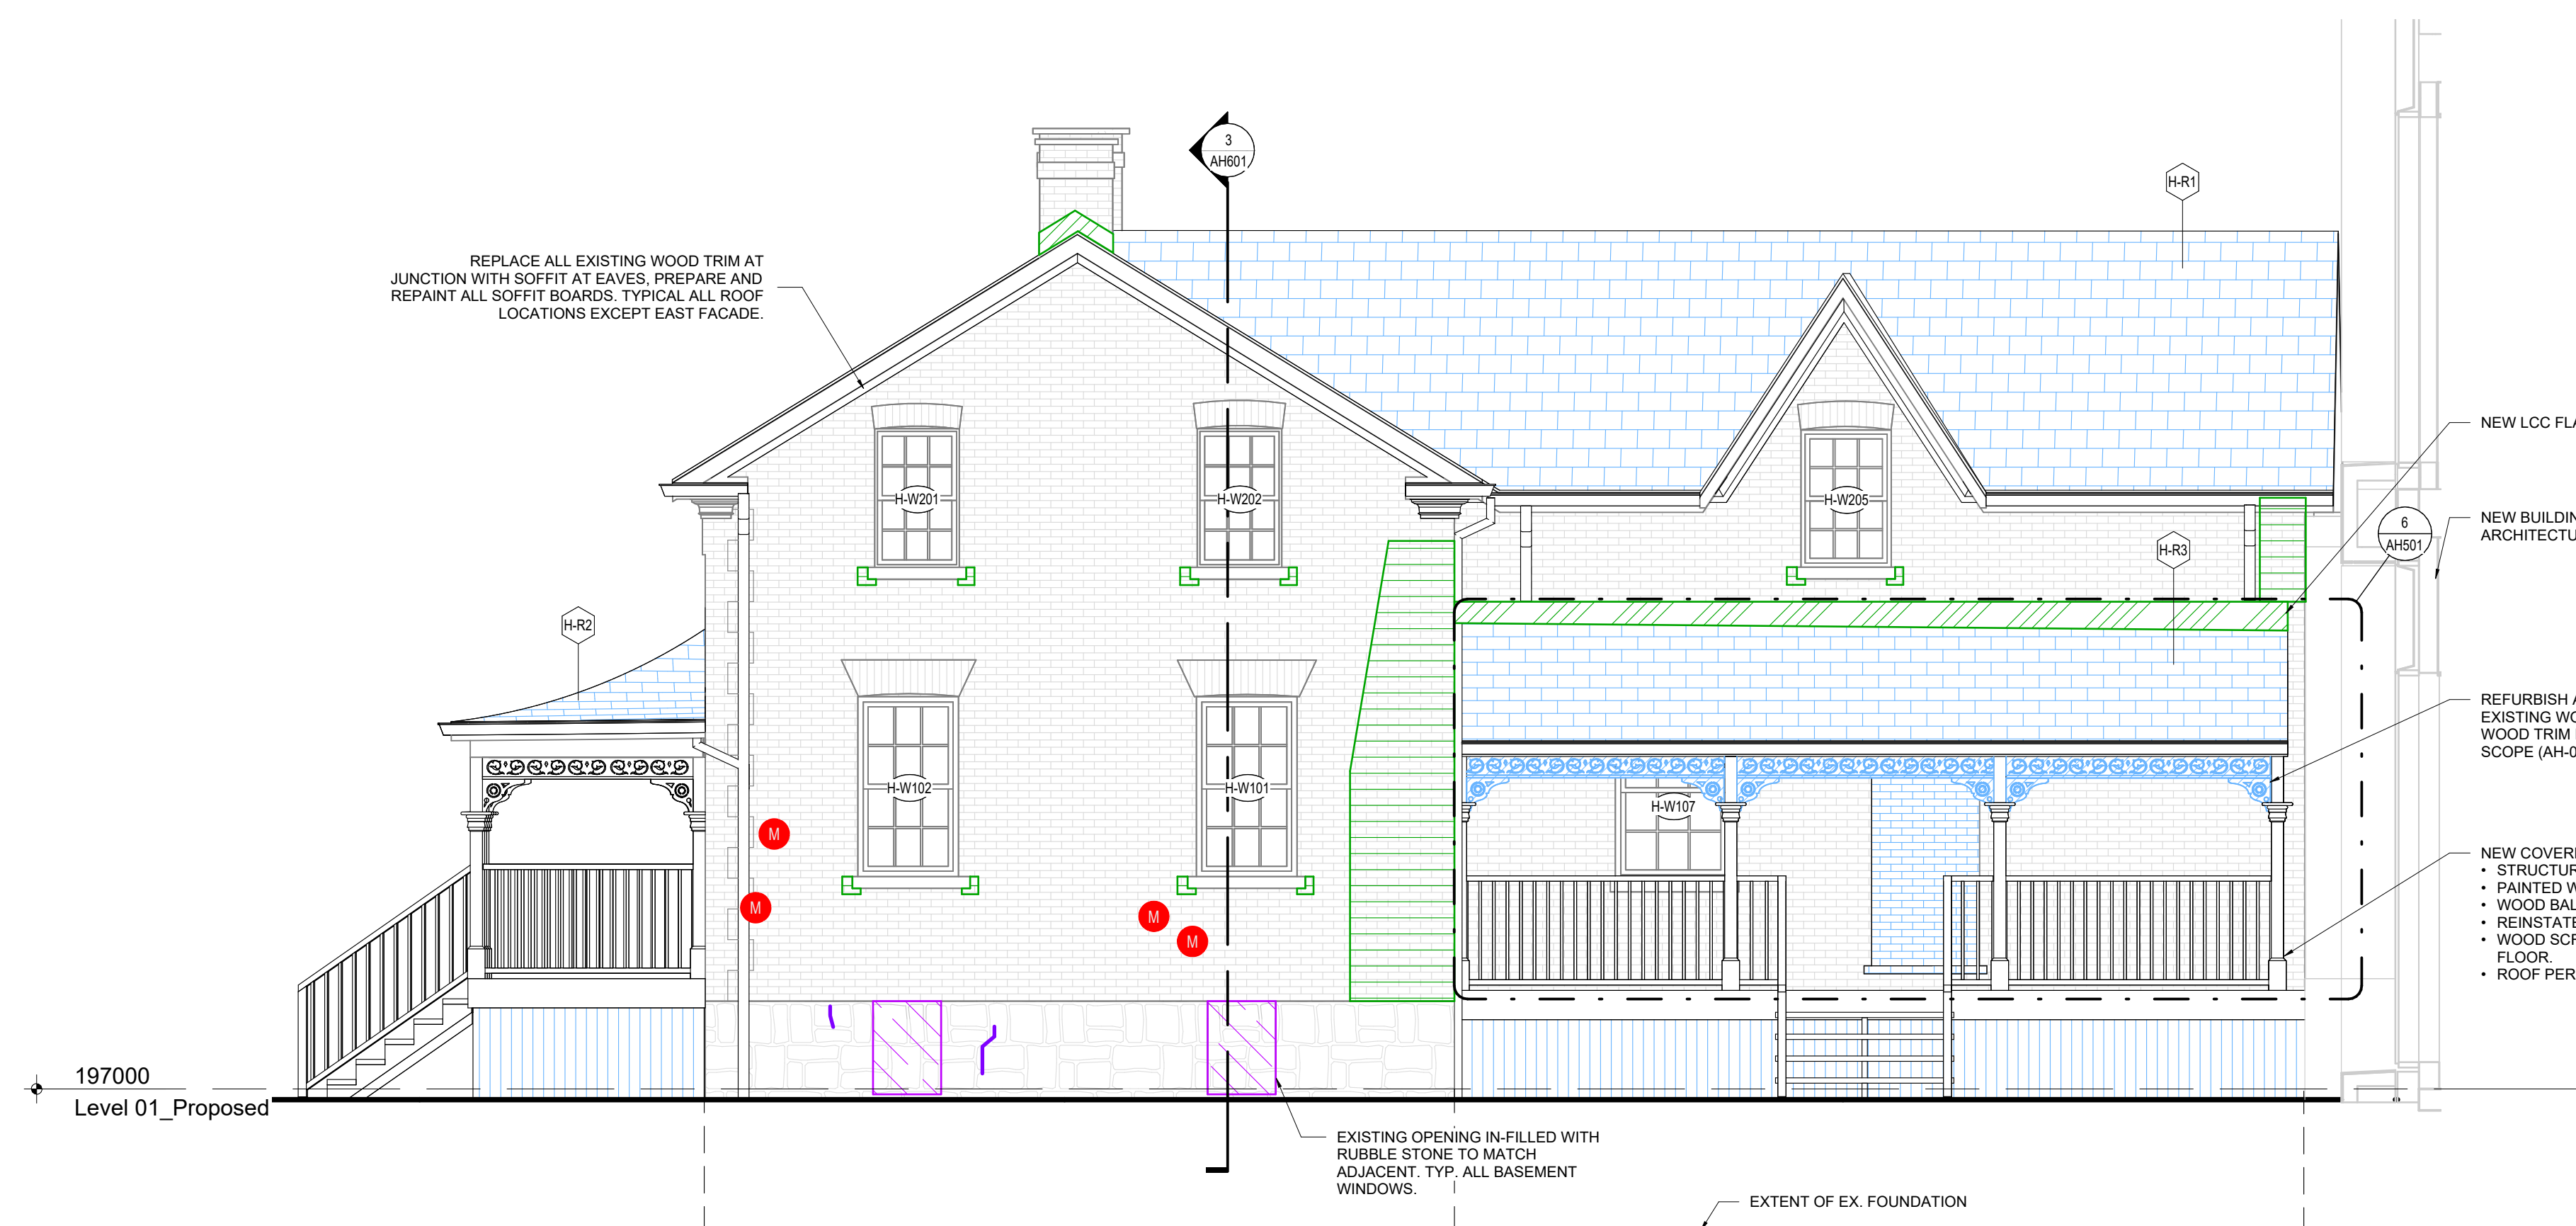 3
AH601
H-R1
REPLACE ALL EXISTING WOOD TRIM AT
JUNCTION WITH SOFFIT AT EAVES, PREPARE AND
REPAINT ALL SOFFIT BOARDS. TYPICAL ALL ROOF
LOCATIONS EXCEPT EAST FACADE.
NEW LCC FLA
H-W201
H-W202
H-W205
NEW BUILDIN
ARCHITECTU
6
AH501
H-R3
H-R2
REFURBISH A
EXISTING WO
WOOD TRIM
SCOPE (AH-0
H-W102
H-W101
H-W107
M
M
M
M
NEW COVER
• STRUCTUR
• PAINTED W
• WOOD BAL
• REINSTATE
• WOOD SCR
FLOOR.
• ROOF PER
197000
Level 01_Proposed
EXISTING OPENING IN-FILLED WITH
RUBBLE STONE TO MATCH
ADJACENT. TYP. ALL BASEMENT
WINDOWS.
EXTENT OF EX. FOUNDATION